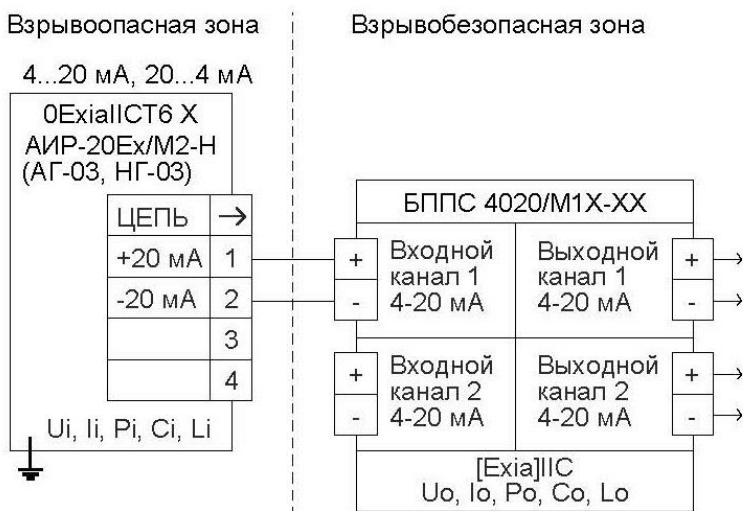 Взрывоопасная зона
Взрывобезопасная зона
4...20 мА, 20...4 мА
0ExiaIICT6 X
АИР-20Ex/М2-Н
(АГ-03, НГ-03)
ЦЕПЬ →
+20 мА 1
-20 мА 2
3
4
Ui, Ii, Pi, Ci, Li
БППС 4020/М1Х-ХХ
+ Входной
канал 1
- 4-20 мА
Выходной +
канал 1
4-20 мА -
+ Входной
канал 2
- 4-20 мА
Выходной +
канал 2
4-20 мА -
[Exia]IIC
Uo, Io, Po, Co, Lo